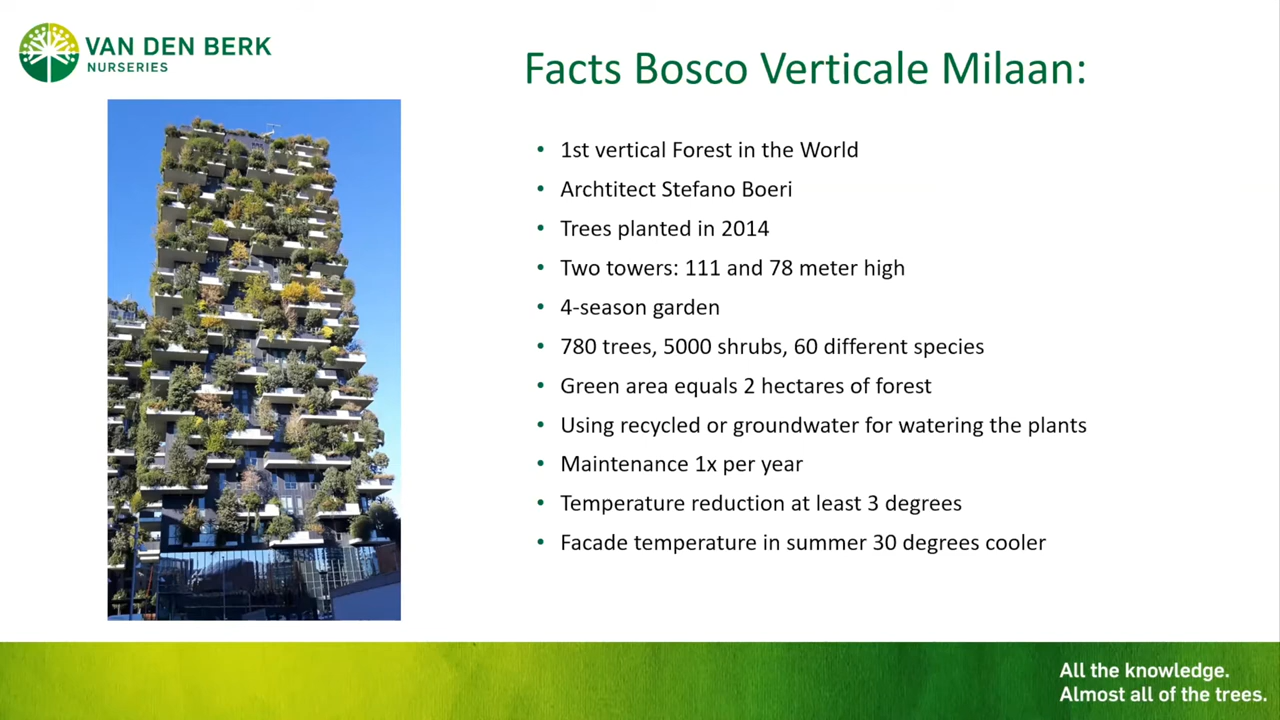 VAN DEN BERK
NURSERIES
Facts Bosco Verticale Milaan:
• 1st vertical Forest in the World
• Archtitect Stefano Boeri
• Trees planted in 2014
• Two towers: 111 and 78 meter high
• 4-season garden
• 780 trees, 5000 shrubs, 60 different species
• Green area equals 2 hectares of forest
• Using recycled or groundwater for watering the plants
• Maintenance 1x per year
• Temperature reduction at least 3 degrees
• Facade temperature in summer 30 degrees cooler
All the knowledge.
Almost all of the trees.